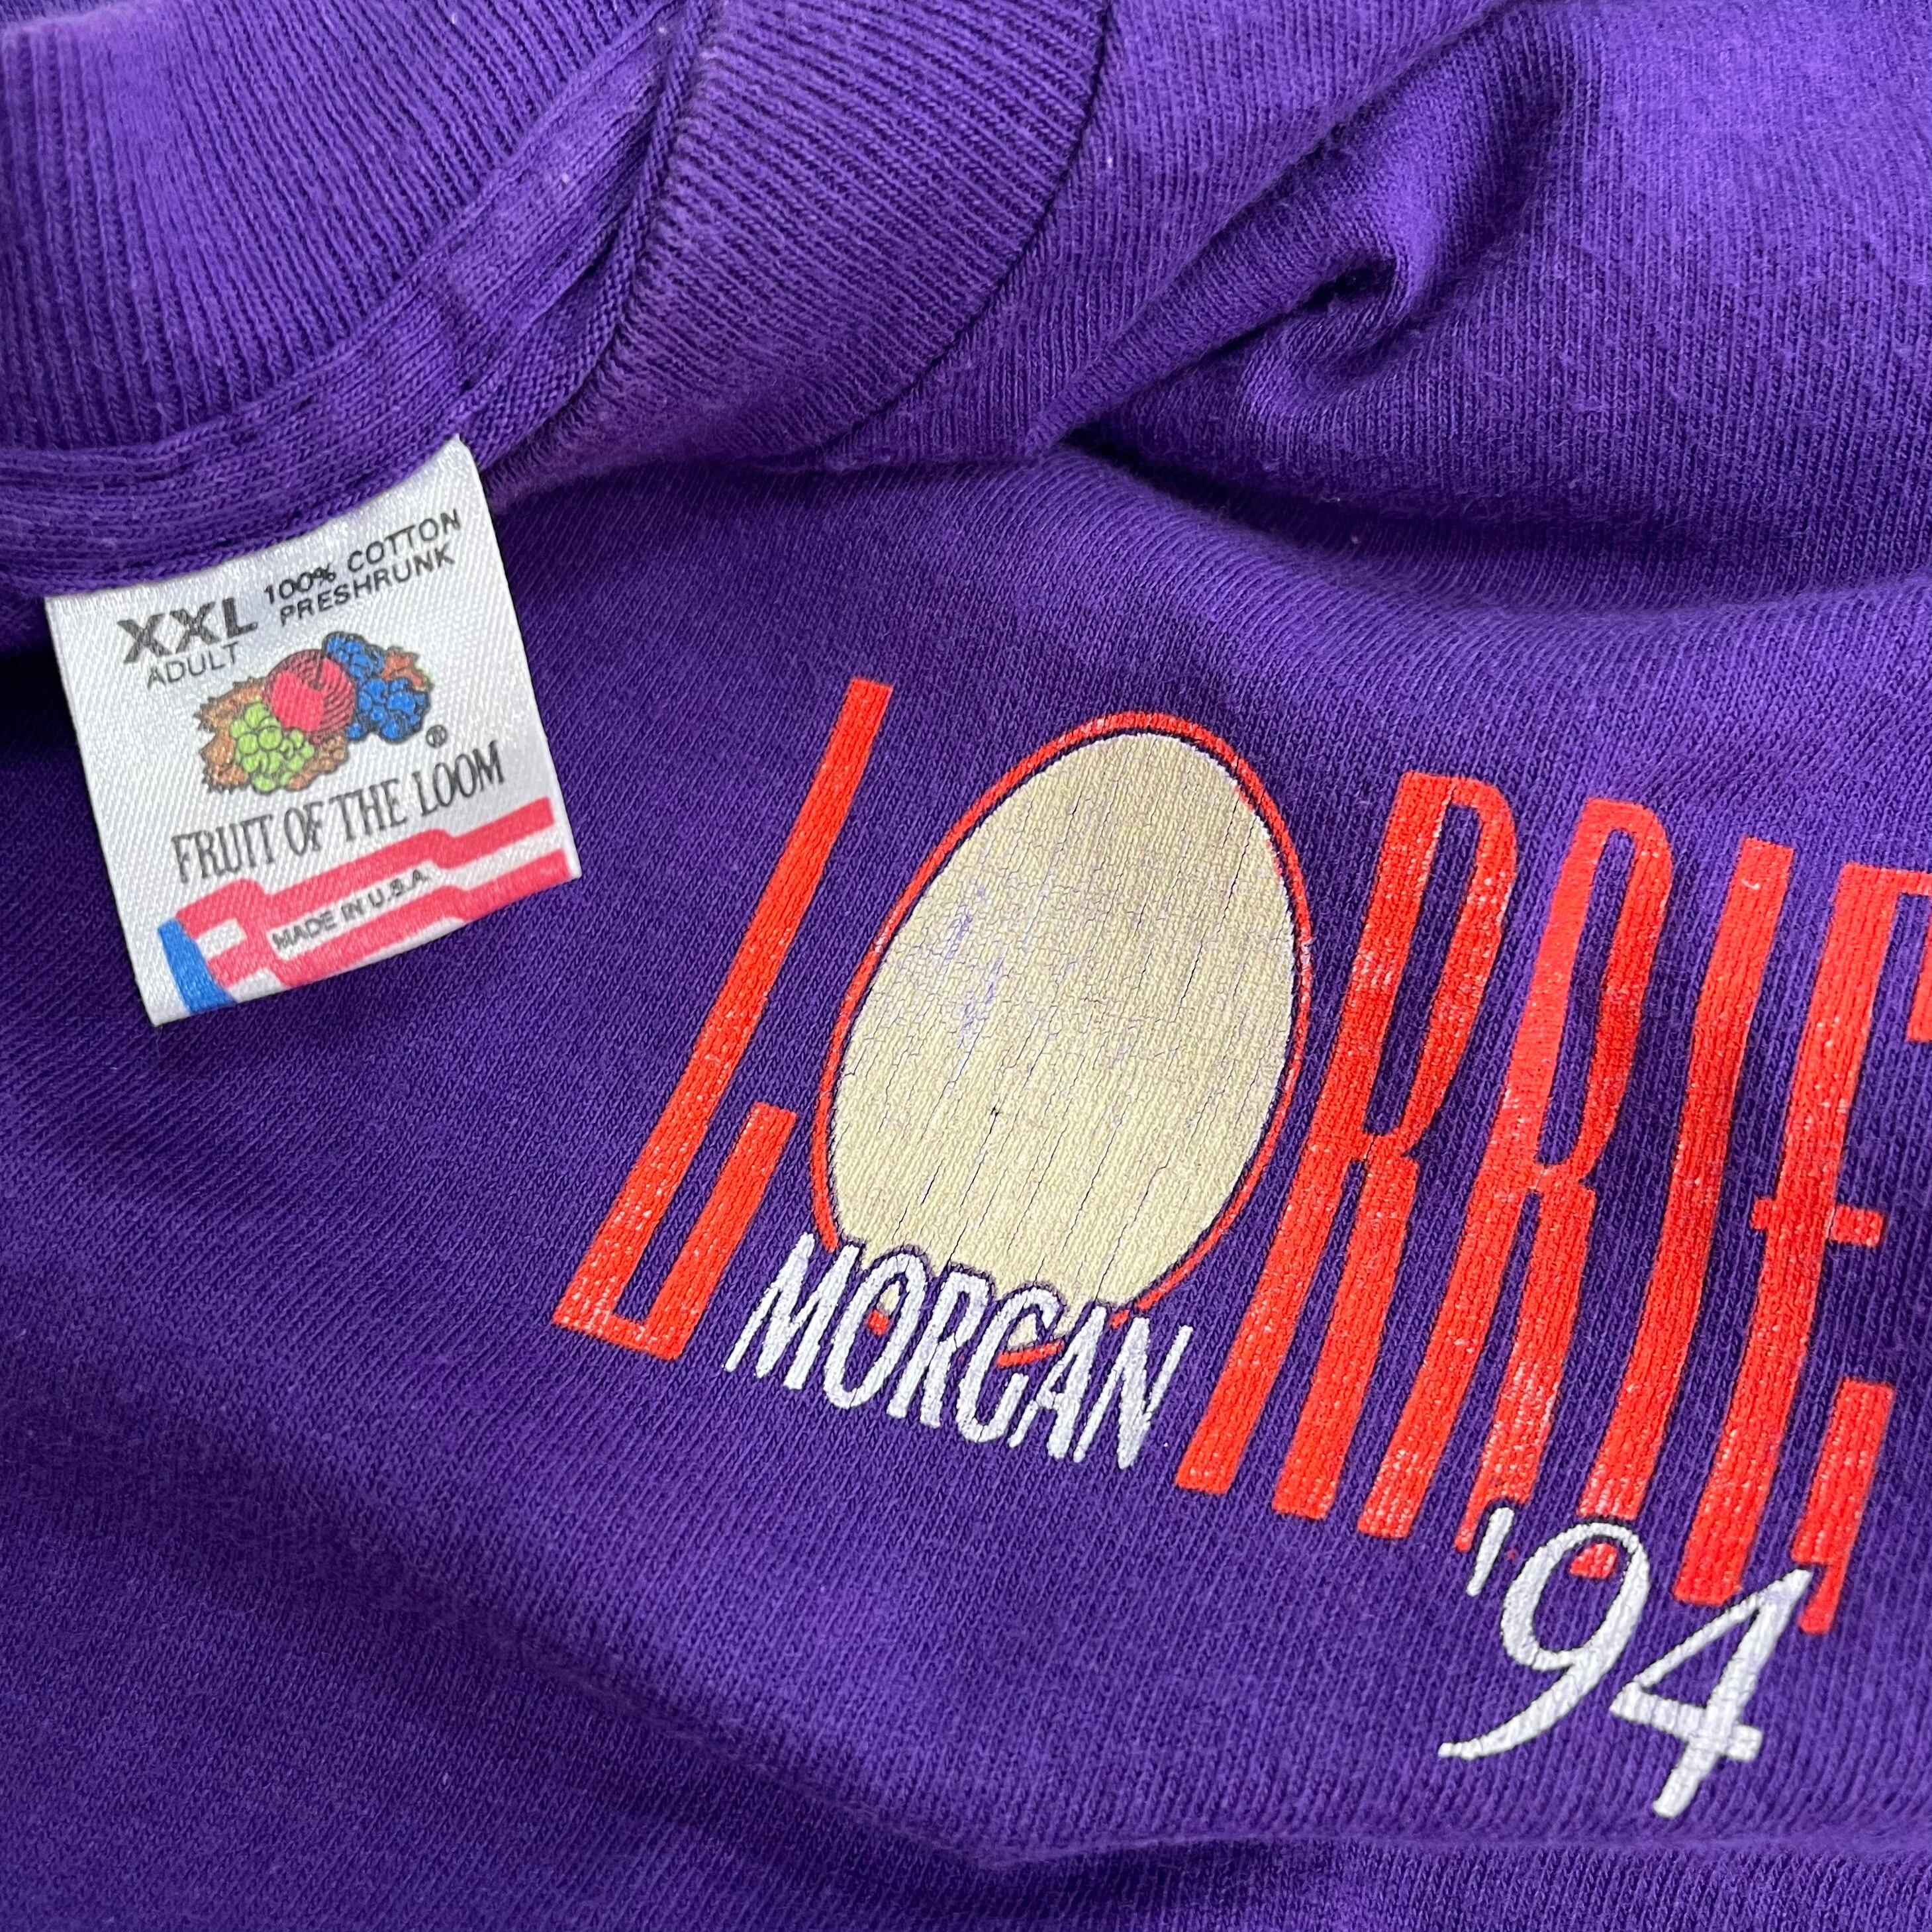 XXL 100% COTTON
ADULT PRESHRUNK
®
FRUIT OF THE LOOM
MADE IN U.S.A.
LORRIE
MORGAN
'94